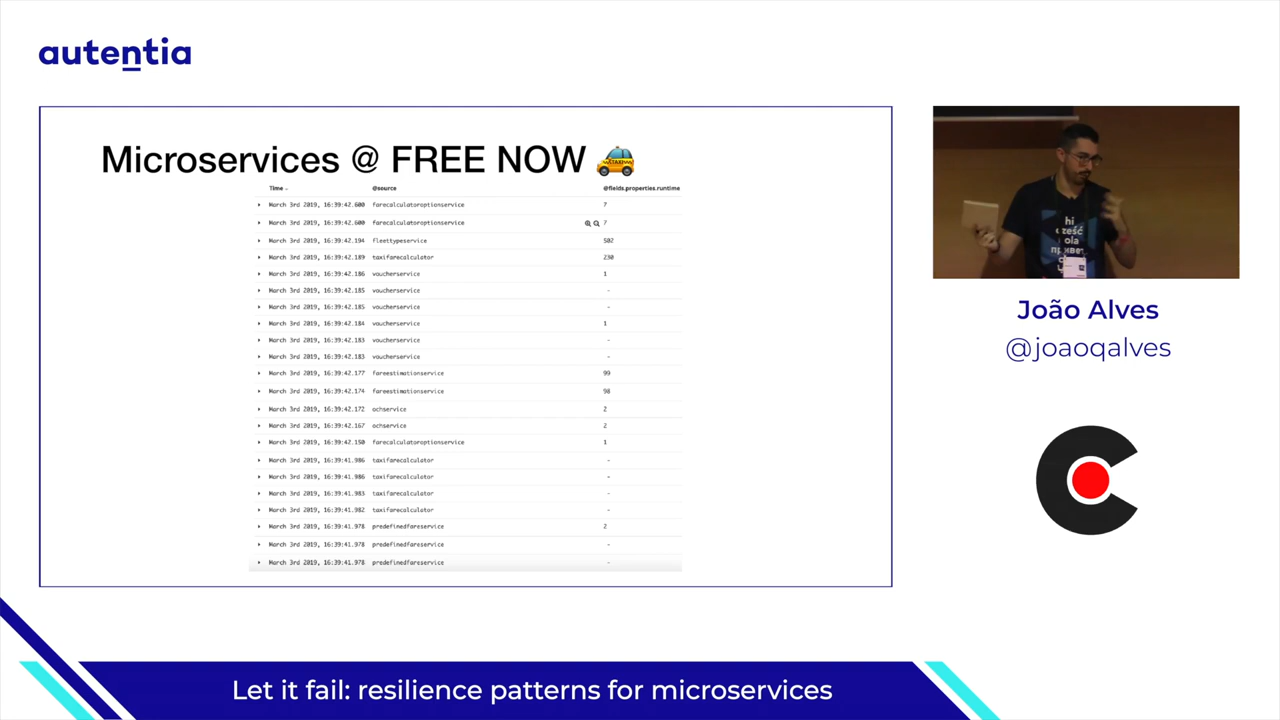 autentia
Microservices @ FREE NOW
TAXI
Time @source @fields.properties.runtime
March 3rd 2019, 16:39:42.600 farecalculatoroptionservice 7
March 3rd 2019, 16:39:42.600 farecalculatoroptionservice 7
March 3rd 2019, 16:39:42.194 fleettypeservice 502
March 3rd 2019, 16:39:42.189 taxifarecalculator 230
March 3rd 2019, 16:39:42.186 voucherservice 1
March 3rd 2019, 16:39:42.185 voucherservice -
March 3rd 2019, 16:39:42.185 voucherservice -
March 3rd 2019, 16:39:42.184 voucherservice 1
March 3rd 2019, 16:39:42.183 voucherservice -
March 3rd 2019, 16:39:42.183 voucherservice -
March 3rd 2019, 16:39:42.177 fareestimationservice 99
March 3rd 2019, 16:39:42.174 fareestimationservice 98
March 3rd 2019, 16:39:42.172 ochservice 2
March 3rd 2019, 16:39:42.167 ochservice 2
March 3rd 2019, 16:39:42.150 farecalculatoroptionservice 1
March 3rd 2019, 16:39:41.986 taxifarecalculator -
March 3rd 2019, 16:39:41.986 taxifarecalculator -
March 3rd 2019, 16:39:41.983 taxifarecalculator -
March 3rd 2019, 16:39:41.982 taxifarecalculator -
March 3rd 2019, 16:39:41.978 predefinedfareservice 2
March 3rd 2019, 16:39:41.978 predefinedfareservice -
March 3rd 2019, 16:39:41.978 predefinedfareservice -
hi
cześć
ola
привет
João Alves
@joaoqalves
Let it fail: resilience patterns for microservices